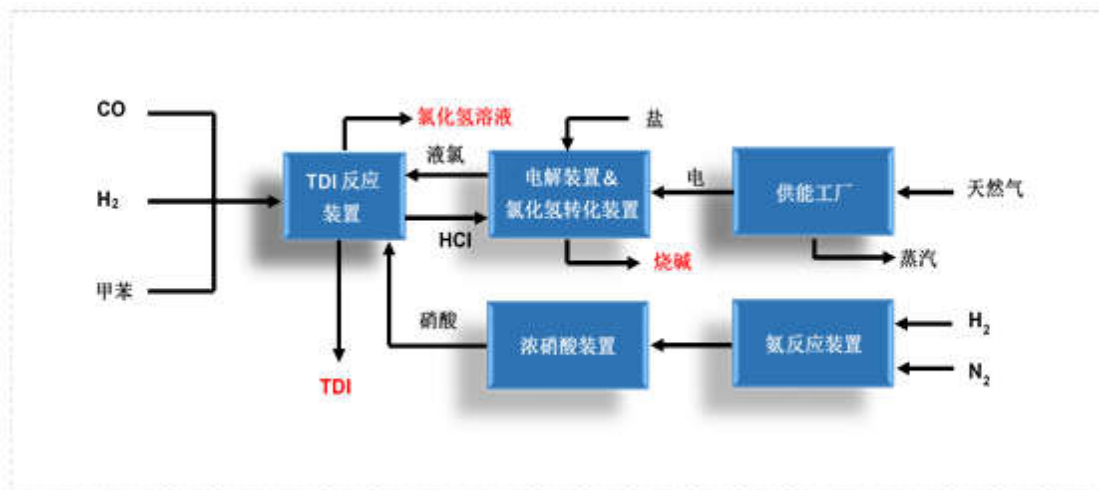 CO
氯化氢溶液
盐
液氯
TDI 反应
装置
电解装置&
氯化氢转化装置
电
供能工厂
天然气
H₂
HCl
烧碱
蒸汽
甲苯
硝酸
浓硝酸装置
氨反应装置
H₂
N₂
TDI